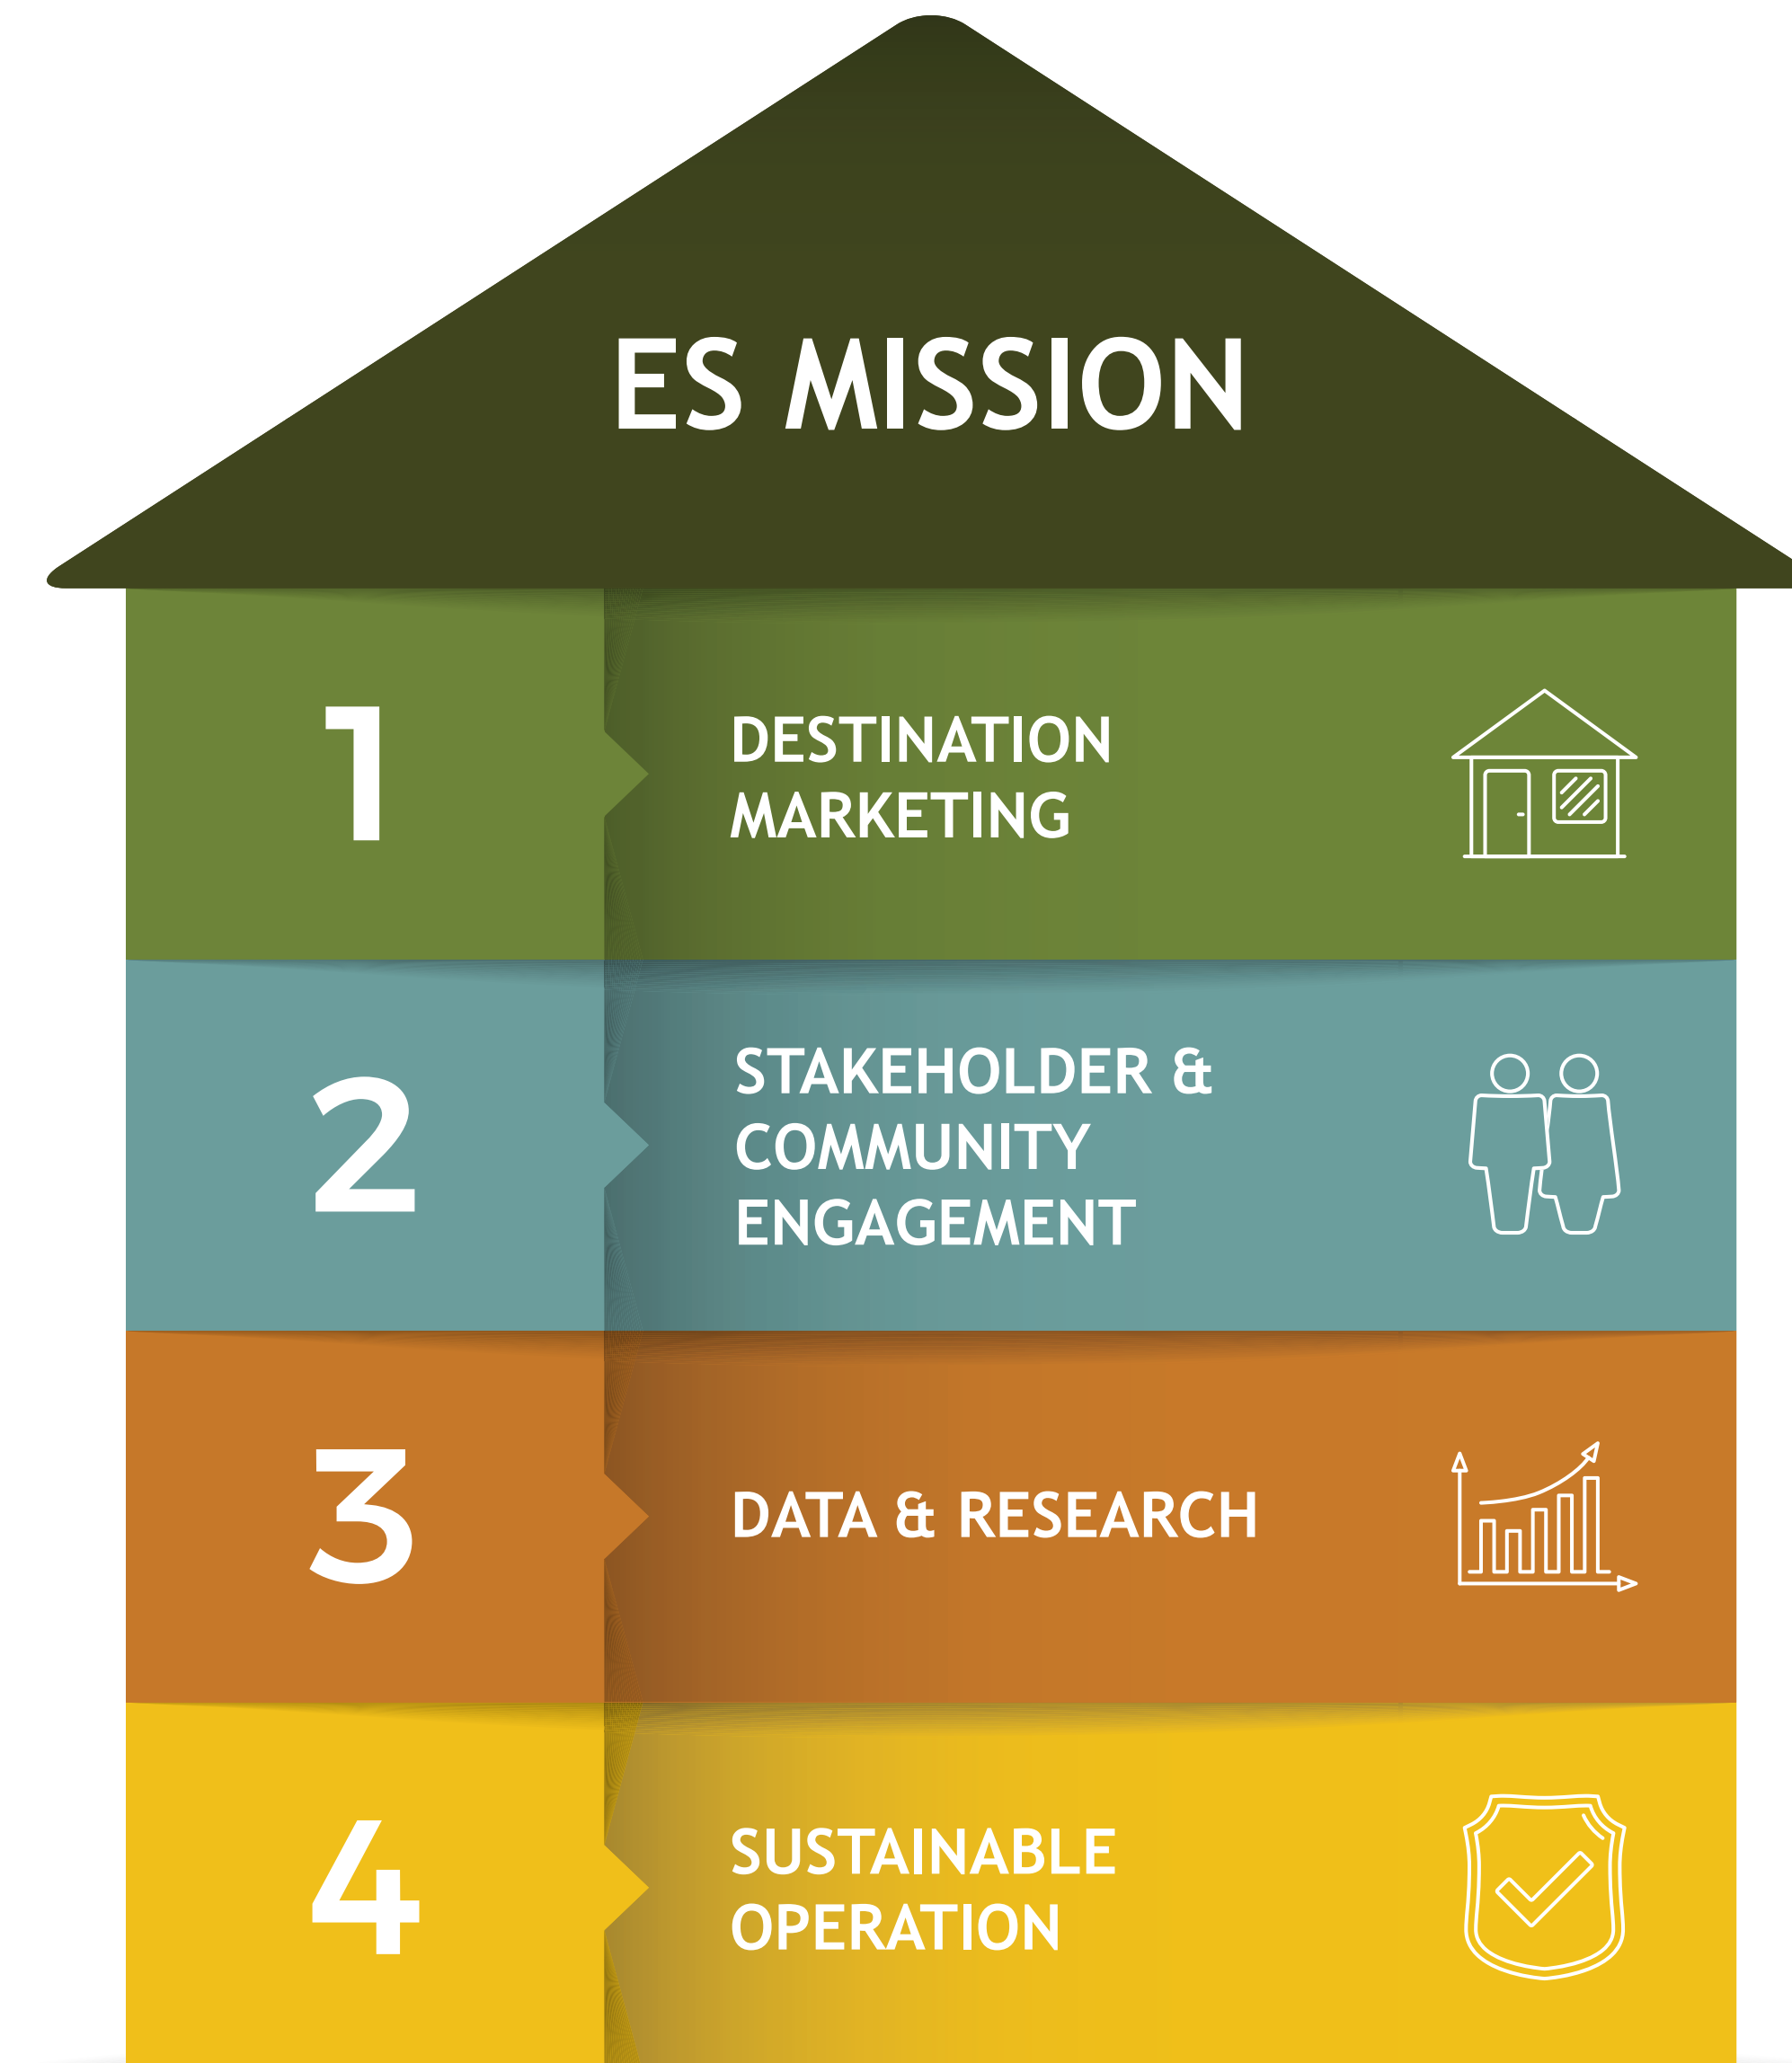 ES MISSION
1
DESTINATION
MARKETING
2
STAKEHOLDER &
COMMUNITY
ENGAGEMENT
3
DATA & RESEARCH
4
SUSTAINABLE
OPERATION